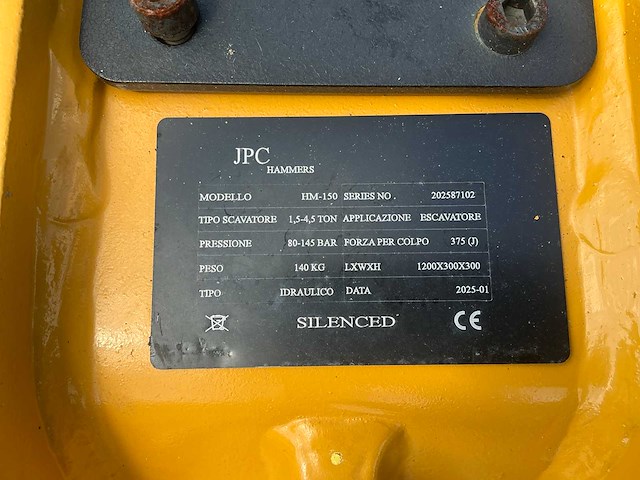 JPC
HAMMERS
MODELLO HM-150 SERIES NO . 202587102
TIPO SCAVATORE 1,5-4,5 TON APPLICAZIONE ESCAVATORE
PRESSIONE 80-145 BAR FORZA PER COLPO 375 (J)
PESO 140 KG LXWXH 1200X300X300
TIPO IDRAULICO DATA 2025-01
SILENCED CE